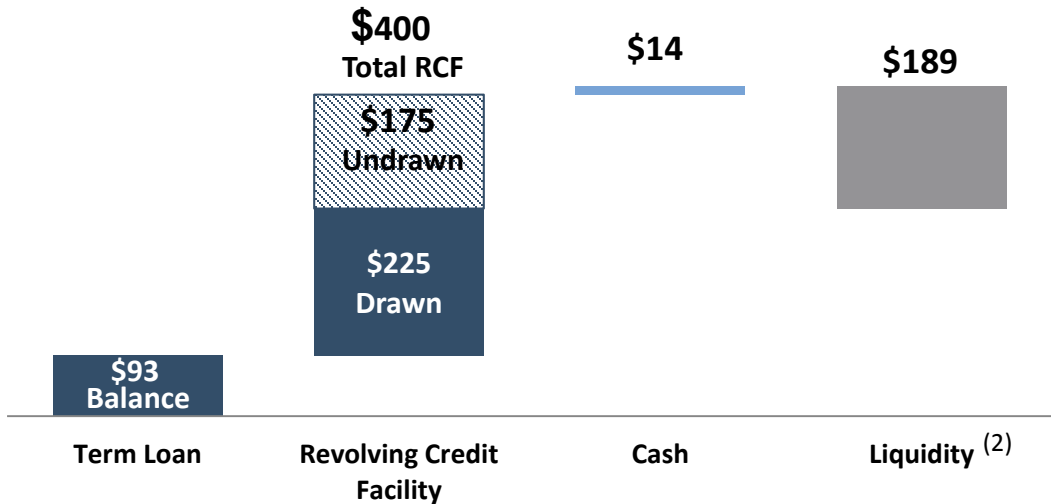 $400
Total RCF
$175
Undrawn
$225
Drawn
$93
Balance
$14
$189
Term Loan
Revolving Credit
Facility
Cash
Liquidity (2)